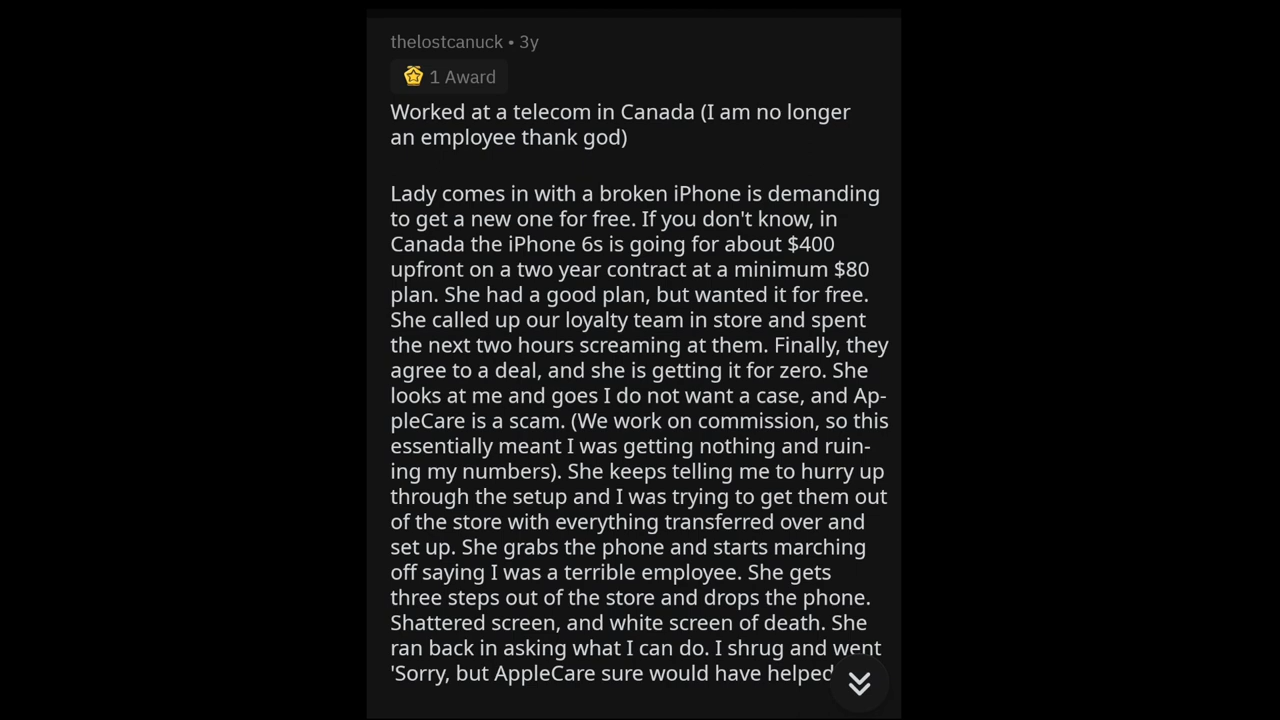 thelostcanuck • 3y
1 Award
Worked at a telecom in Canada (I am no longer
an employee thank god)
Lady comes in with a broken iPhone is demanding
to get a new one for free. If you don't know, in
Canada the iPhone 6s is going for about $400
upfront on a two year contract at a minimum $80
plan. She had a good plan, but wanted it for free.
She called up our loyalty team in store and spent
the next two hours screaming at them. Finally, they
agree to a deal, and she is getting it for zero. She
looks at me and goes I do not want a case, and Ap-
pleCare is a scam. (We work on commission, so this
essentially meant I was getting nothing and ruin-
ing my numbers). She keeps telling me to hurry up
through the setup and I was trying to get them out
of the store with everything transferred over and
set up. She grabs the phone and starts marching
off saying I was a terrible employee. She gets
three steps out of the store and drops the phone.
Shattered screen, and white screen of death. She
ran back in asking what I can do. I shrug and went
'Sorry, but AppleCare sure would have helped